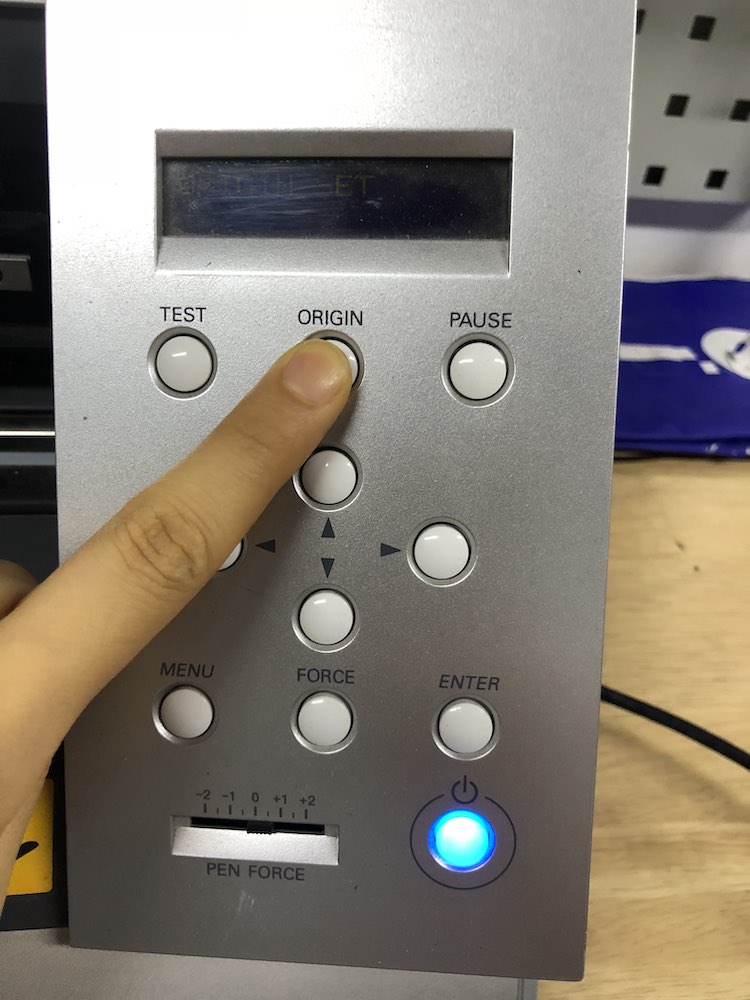 TEST ORIGIN PAUSE
MENU FORCE ENTER
-2 -1 0 +1 +2
PEN FORCE